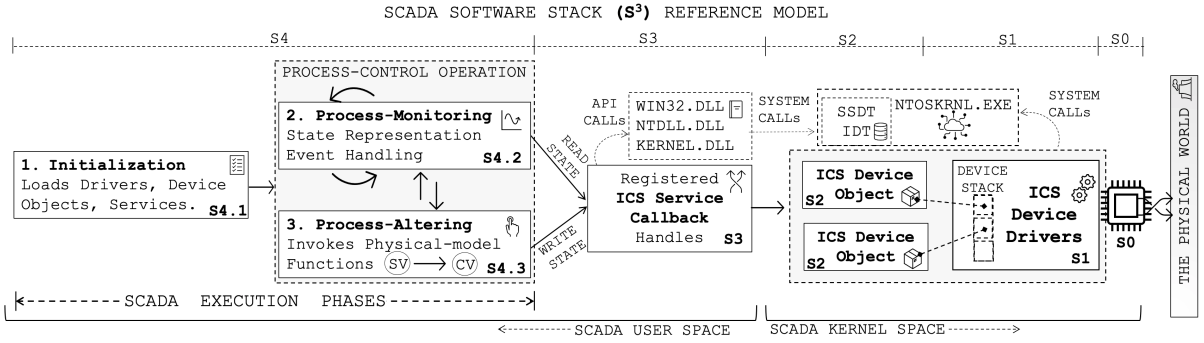 SCADA SOFTWARE STACK (S³) REFERENCE MODEL
S4
S3
S2
S1
S0
PROCESS-CONTROL OPERATION
1. Initialization
Loads Drivers, Device
Objects, Services.
S4.1
2. Process-Monitoring
State Representation
Event Handling
S4.2
3. Process-Altering
Invokes Physical-model
Functions SV CV
S4.3
READ
STATE
WRITE
STATE
API
CALLs
WIN32.DLL
NTDLL.DLL
KERNEL.DLL
Registered
ICS Service
Callback
Handles
S3
SYSTEM
CALLs
SSDT
IDT
NTOSKRNL.EXE
SYSTEM
CALLs
ICS Device
Object
S2
ICS Device
Object
S2
DEVICE
STACK
ICS
Device
Drivers
S1
S0
THE PHYSICAL WORLD
SCADA EXECUTION PHASES
SCADA USER SPACE
SCADA KERNEL SPACE